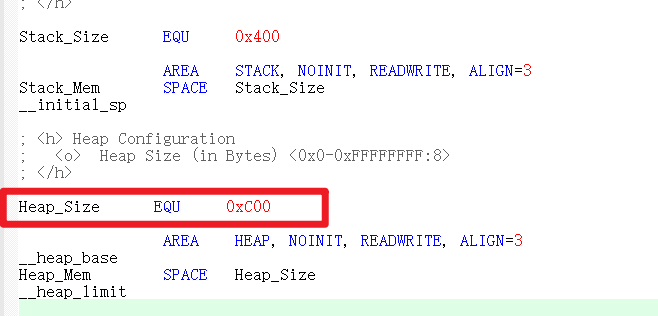 ; </h>
Stack_Size EQU 0x400
AREA STACK, NOINIT, READWRITE, ALIGN=3
Stack_Mem SPACE Stack_Size
__initial_sp
; <h> Heap Configuration
; <o> Heap Size (in Bytes) <0x0-0xFFFFFFFF:8>
; </h>
Heap_Size EQU 0xC00
AREA HEAP, NOINIT, READWRITE, ALIGN=3
__heap_base
Heap_Mem SPACE Heap_Size
__heap_limit